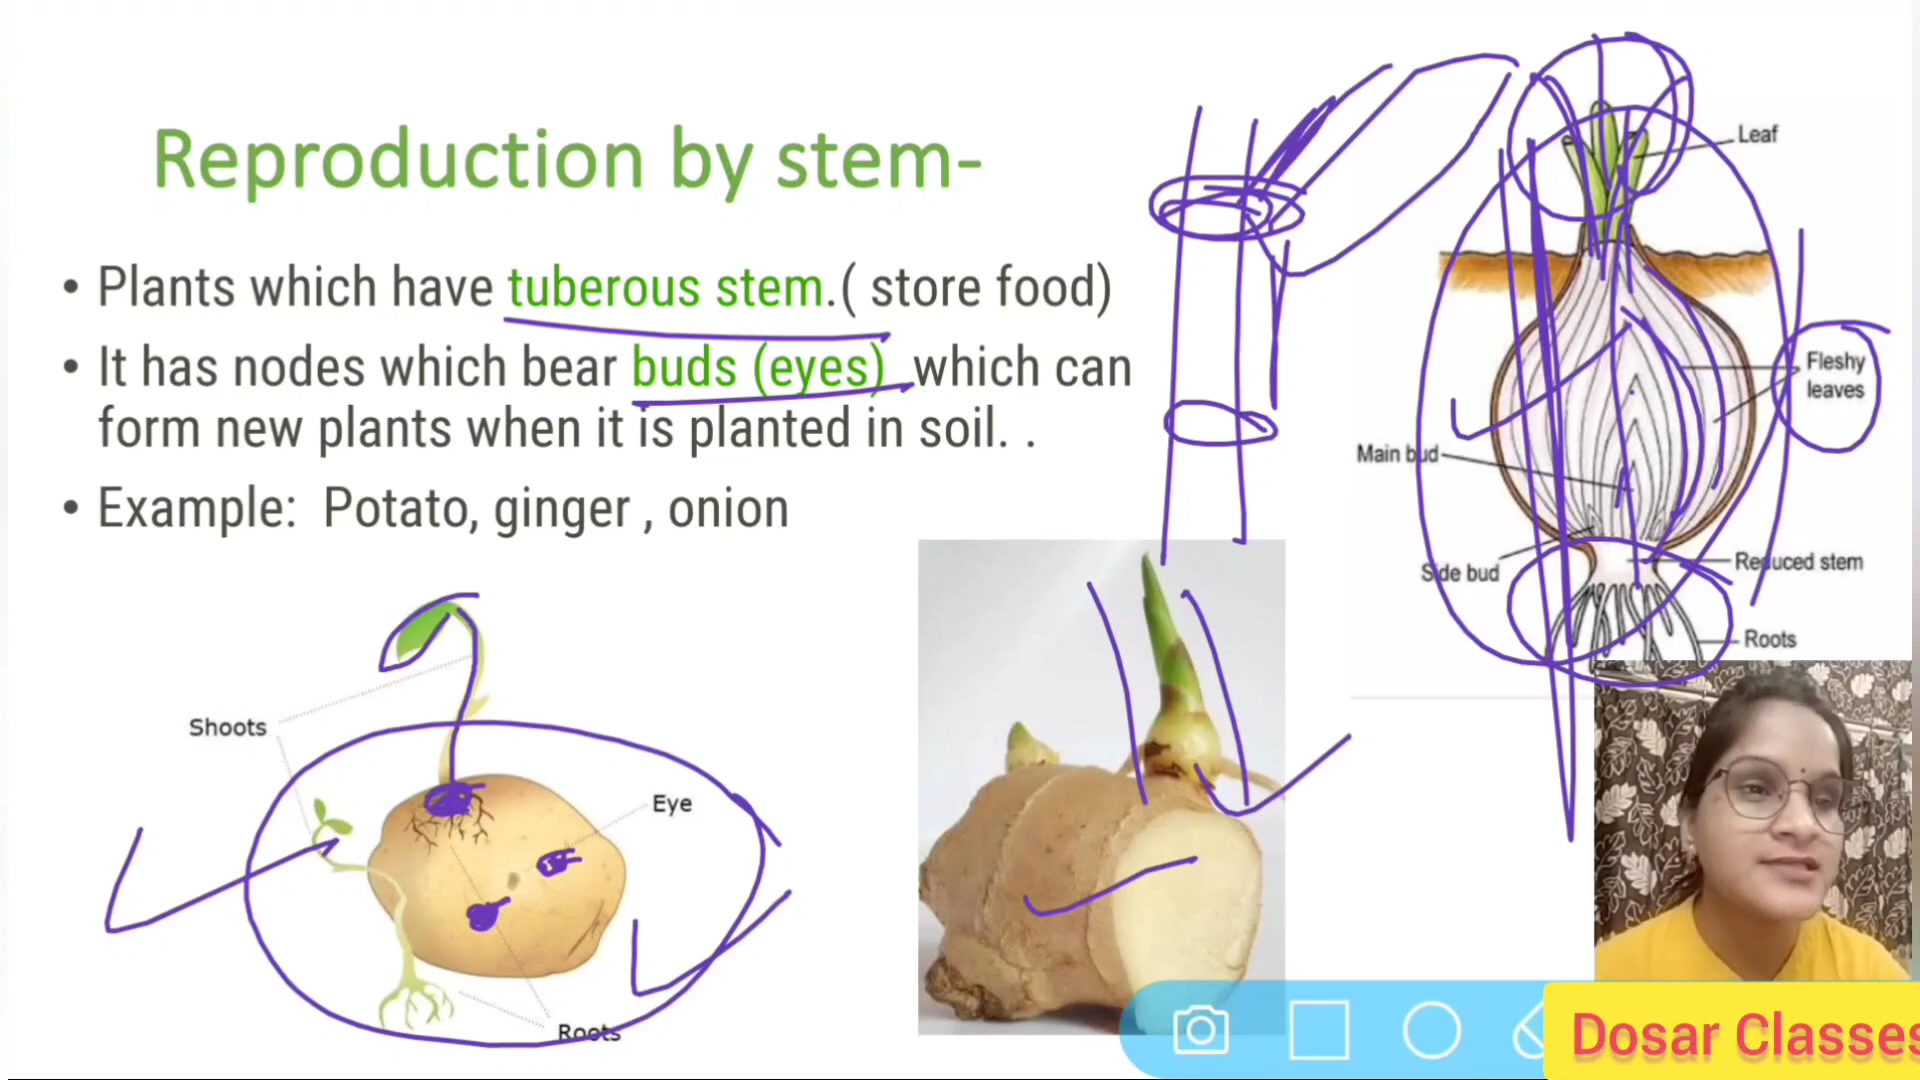 Reproduction by stem-
• Plants which have tuberous stem.( store food)
• It has nodes which bear buds (eyes) which can
form new plants when it is planted in soil. .
• Example: Potato, ginger , onion
Leaf
Fleshy
leaves
Main bud
Side bud
Reduced stem
Roots
Shoots
Eye
Roots
Dosar Classes